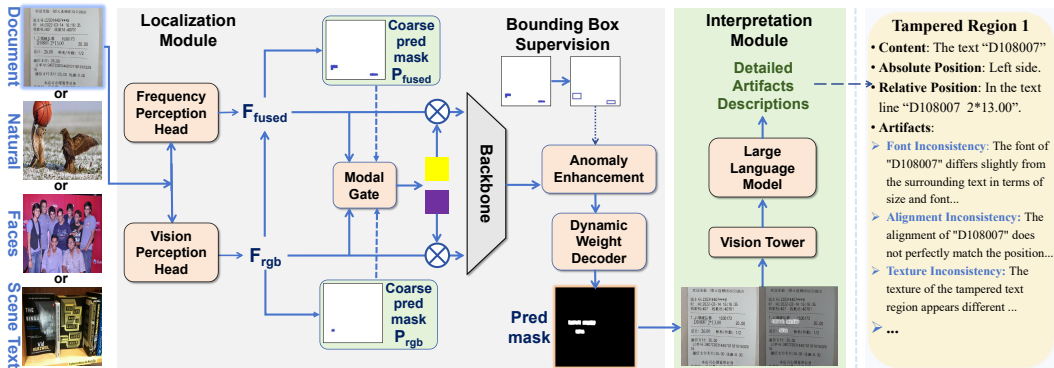 Document
or
Natural
or
Faces
or
Scene Text
Localization
Module
Frequency
Perception
Head
Vision
Perception
Head
F fused
F rgb
Coarse
pred
mask
P fused
Modal
Gate
Coarse
pred
mask
P rgb
Backbone
Bounding Box
Supervision
Anomaly
Enhancement
Dynamic
Weight
Decoder
Pred
mask
Interpretation
Module
Detailed
Artifacts
Descriptions
Large
Language
Model
Vision Tower
Tampered Region 1
• Content: The text “D108007”
• Absolute Position: Left side.
• Relative Position: In the text
line “D108007 2*13.00”.
• Artifacts:
➢ Font Inconsistency: The font of
"D108007" differs slightly from
the surrounding text in terms of
size and font...
➢ Alignment Inconsistency: The
alignment of "D108007" does
not perfectly match the position...
➢ Texture Inconsistency: The
texture of the tampered text
region appears different ...
➢ ...